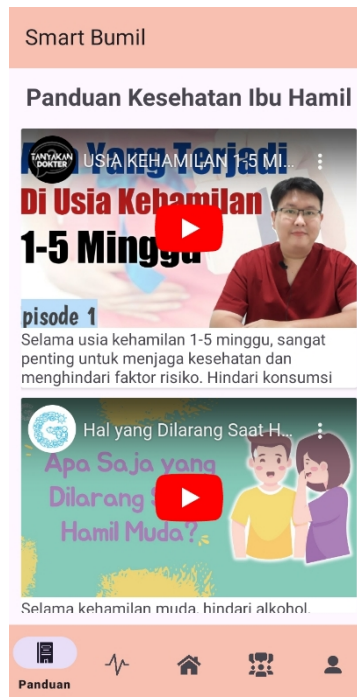 Smart Bumil
Panduan Kesehatan Ibu Hamil
TANYAKAN
DOKTER
USIA KEHAMILAN 1-5 MI...
Yang Terjadi
Di Usia Kehamilan
1-5 Minggu
pisode 1
Selama usia kehamilan 1-5 minggu, sangat
penting untuk menjaga kesehatan dan
menghindari faktor risiko. Hindari konsumsi
G
Hal yang Dilarang Saat H...
Apa Saja yang
Dilarang
Hamil Muda?
Selama kehamilan muda, hindari alkohol,
Panduan